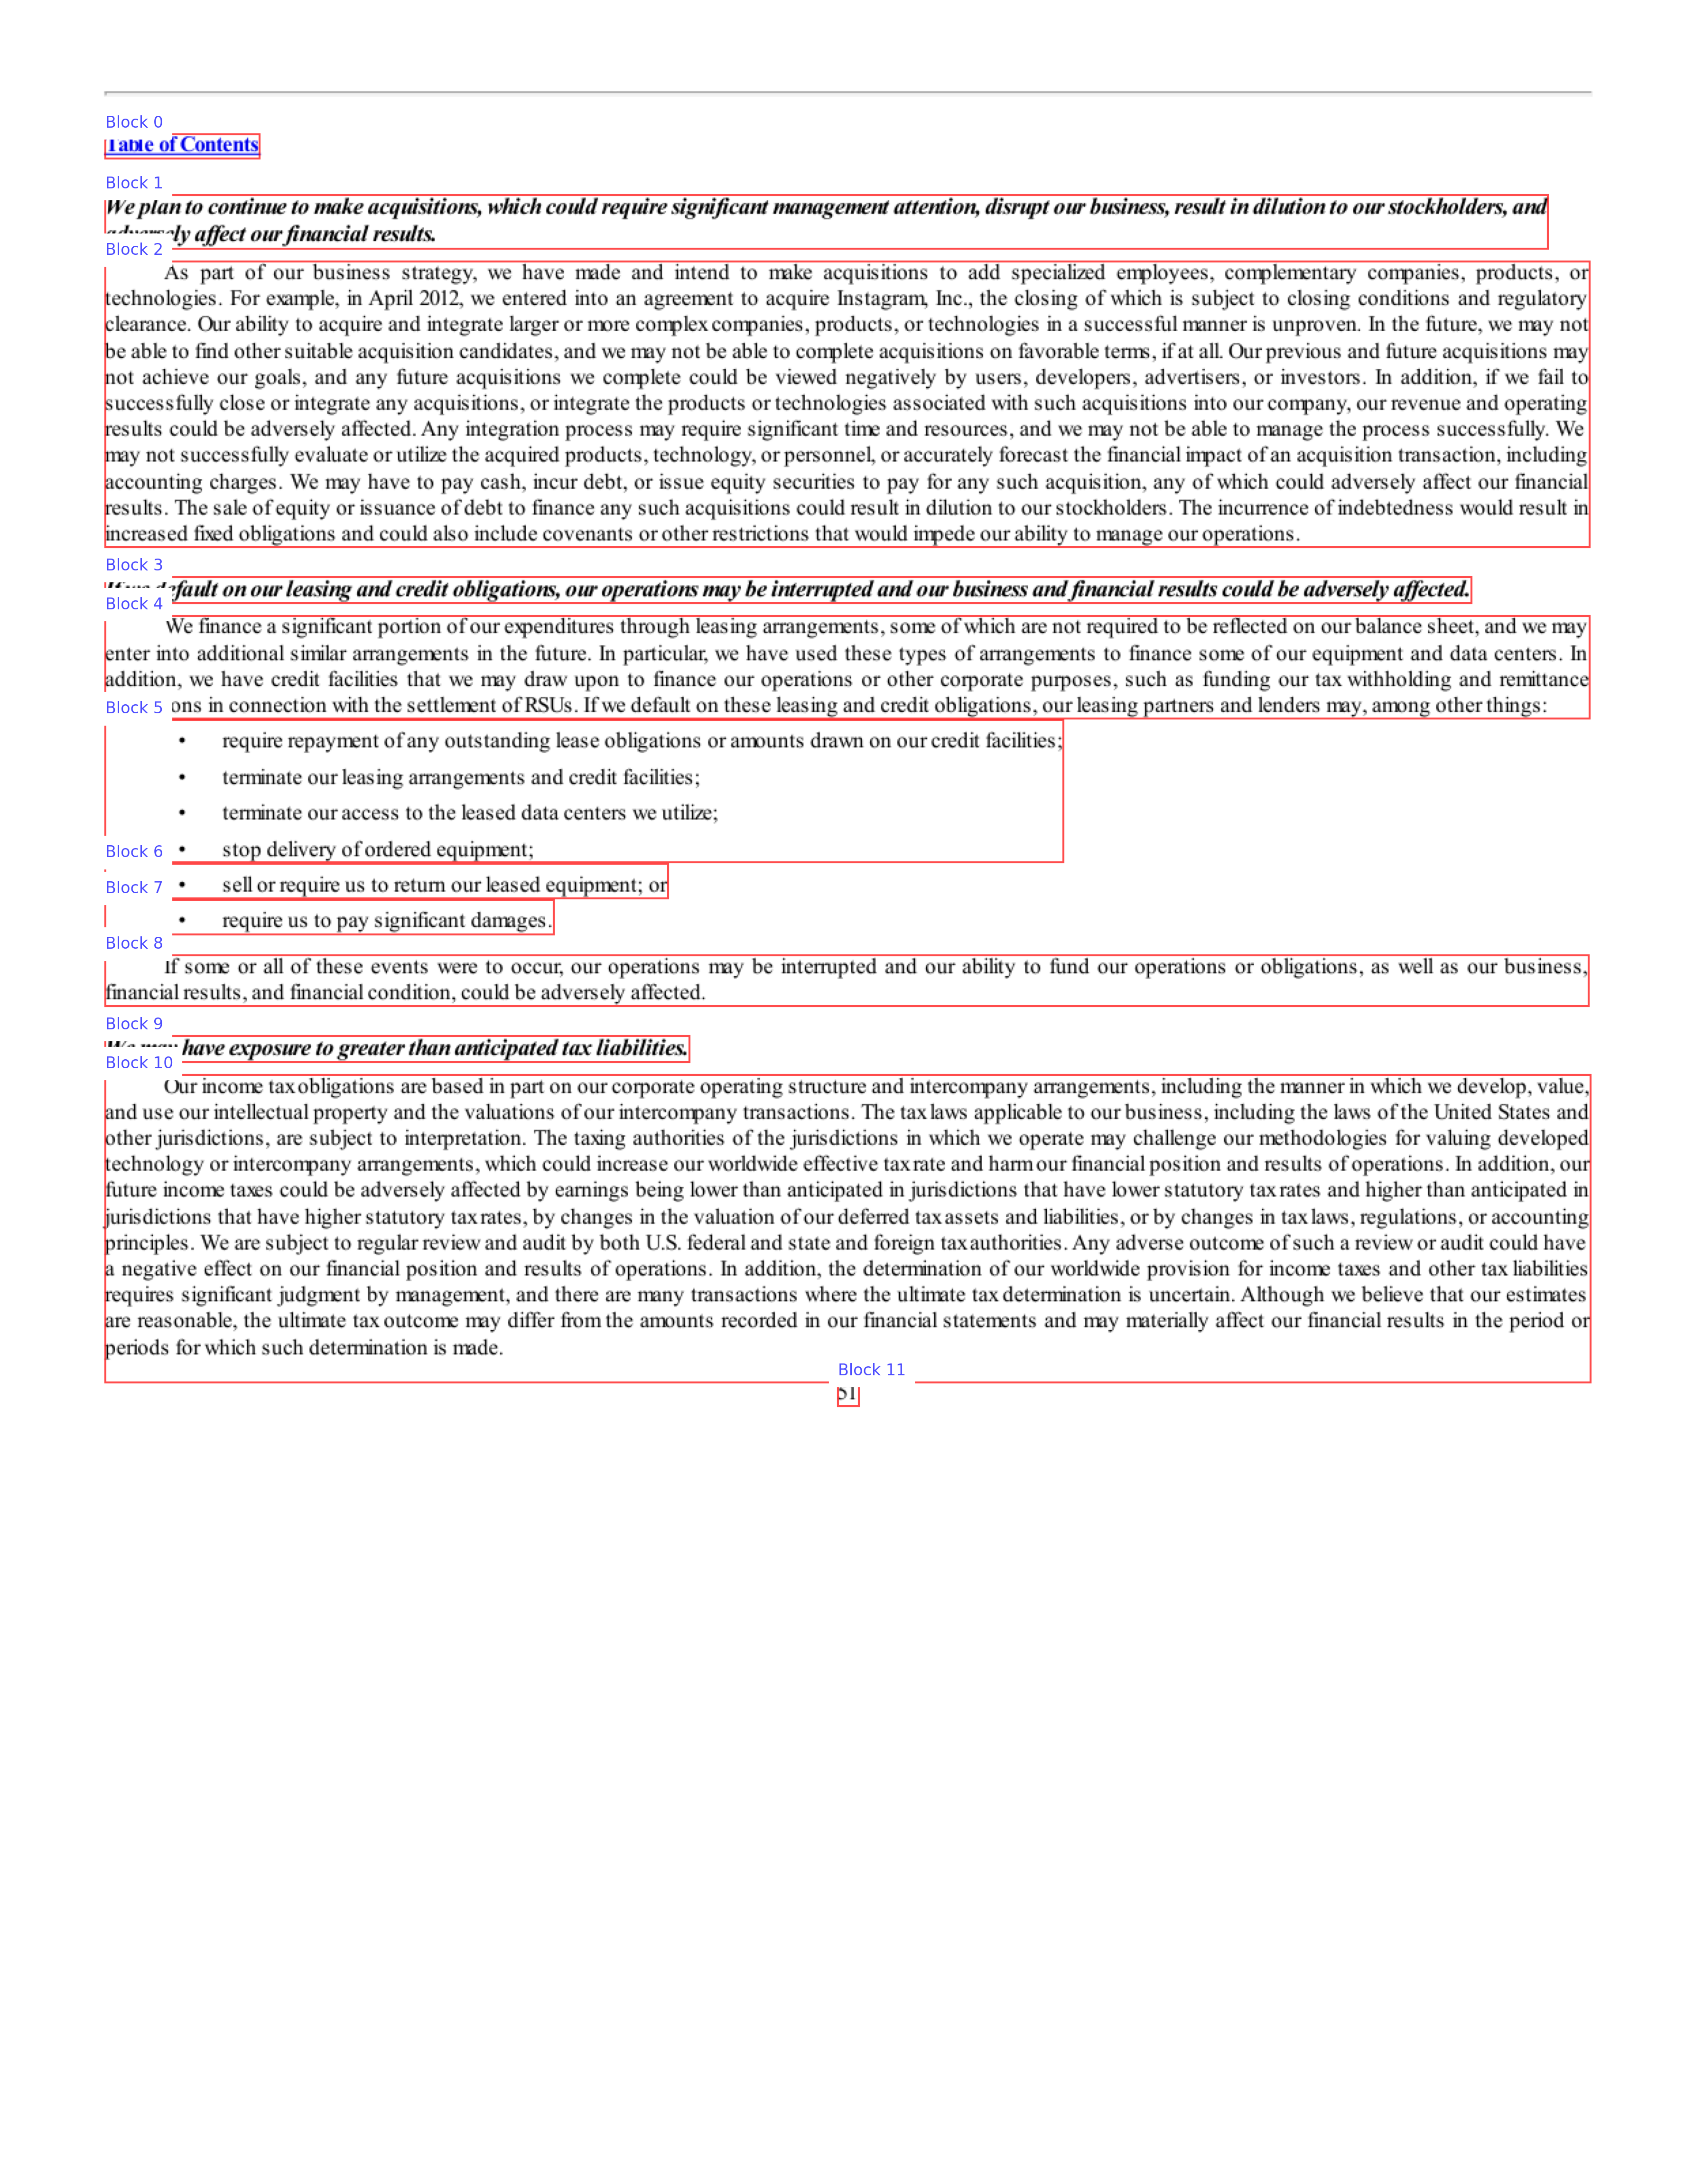 Block 0
Table of Contents
Block 1
We plan to continue to make acquisitions, which could require significant management attention, disrupt our business, result in dilution to our stockholders, and
adversely affect our financial results.
Block 2
As part of our business strategy, we have made and intend to make acquisitions to add specialized employees, complementary companies, products, or
technologies. For example, in April 2012, we entered into an agreement to acquire Instagram, Inc., the closing of which is subject to closing conditions and regulatory
clearance. Our ability to acquire and integrate larger or more complex companies, products, or technologies in a successful manner is unproven. In the future, we may not
be able to find other suitable acquisition candidates, and we may not be able to complete acquisitions on favorable terms, if at all. Our previous and future acquisitions may
not achieve our goals, and any future acquisitions we complete could be viewed negatively by users, developers, advertisers, or investors. In addition, if we fail to
successfully close or integrate any acquisitions, or integrate the products or technologies associated with such acquisitions into our company, our revenue and operating
results could be adversely affected. Any integration process may require significant time and resources, and we may not be able to manage the process successfully. We
may not successfully evaluate or utilize the acquired products, technology, or personnel, or accurately forecast the financial impact of an acquisition transaction, including
accounting charges. We may have to pay cash, incur debt, or issue equity securities to pay for any such acquisition, any of which could adversely affect our financial
results. The sale of equity or issuance of debt to finance any such acquisitions could result in dilution to our stockholders. The incurrence of indebtedness would result in
increased fixed obligations and could also include covenants or other restrictions that would impede our ability to manage our operations.
Block 3
fault on our leasing and credit obligations, our operations may be interrupted and our business and financial results could be adversely affected.
Block 4
We finance a significant portion of our expenditures through leasing arrangements, some of which are not required to be reflected on our balance sheet, and we may
enter into additional similar arrangements in the future. In particular, we have used these types of arrangements to finance some of our equipment and data centers. In
addition, we have credit facilities that we may draw upon to finance our operations or other corporate purposes, such as funding our tax withholding and remittance
Block 5 ons in connection with the settlement of RSUs. If we default on these leasing and credit obligations, our leasing partners and lenders may, among other things:
• require repayment of any outstanding lease obligations or amounts drawn on our credit facilities;
• terminate our leasing arrangements and credit facilities;
• terminate our access to the leased data centers we utilize;
Block 6 • stop delivery of ordered equipment;
Block 7 • sell or require us to return our leased equipment; or
• require us to pay significant damages.
Block 8
If some or all of these events were to occur, our operations may be interrupted and our ability to fund our operations or obligations, as well as our business,
financial results, and financial condition, could be adversely affected.
Block 9
We may have exposure to greater than anticipated tax liabilities.
Block 10
Our income tax obligations are based in part on our corporate operating structure and intercompany arrangements, including the manner in which we develop, value,
and use our intellectual property and the valuations of our intercompany transactions. The tax laws applicable to our business, including the laws of the United States and
other jurisdictions, are subject to interpretation. The taxing authorities of the jurisdictions in which we operate may challenge our methodologies for valuing developed
technology or intercompany arrangements, which could increase our worldwide effective tax rate and harm our financial position and results of operations. In addition, our
future income taxes could be adversely affected by earnings being lower than anticipated in jurisdictions that have lower statutory tax rates and higher than anticipated in
jurisdictions that have higher statutory tax rates, by changes in the valuation of our deferred tax assets and liabilities, or by changes in tax laws, regulations, or accounting
principles. We are subject to regular review and audit by both U.S. federal and state and foreign tax authorities. Any adverse outcome of such a review or audit could have
a negative effect on our financial position and results of operations. In addition, the determination of our worldwide provision for income taxes and other tax liabilities
requires significant judgment by management, and there are many transactions where the ultimate tax determination is uncertain. Although we believe that our estimates
are reasonable, the ultimate tax outcome may differ from the amounts recorded in our financial statements and may materially affect our financial results in the period or
periods for which such determination is made.
Block 11
51